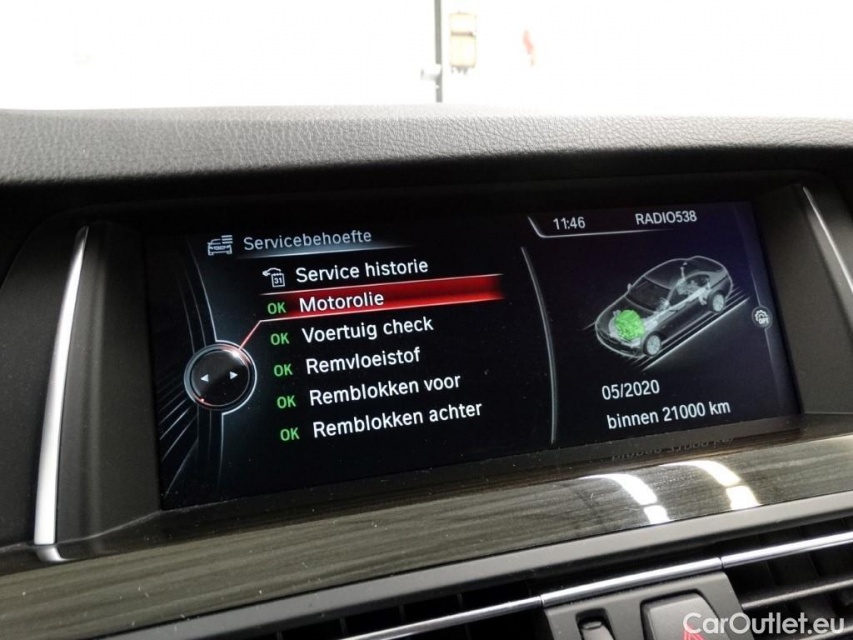 Servicebehoefte
11:46 RADIO538
31 Service historie
OK Motorolie
OK Voertuig check
OK Remvloeistof
OK Remblokken voor
OK Remblokken achter
05/2020
binnen 21000 km
CarOutlet.eu